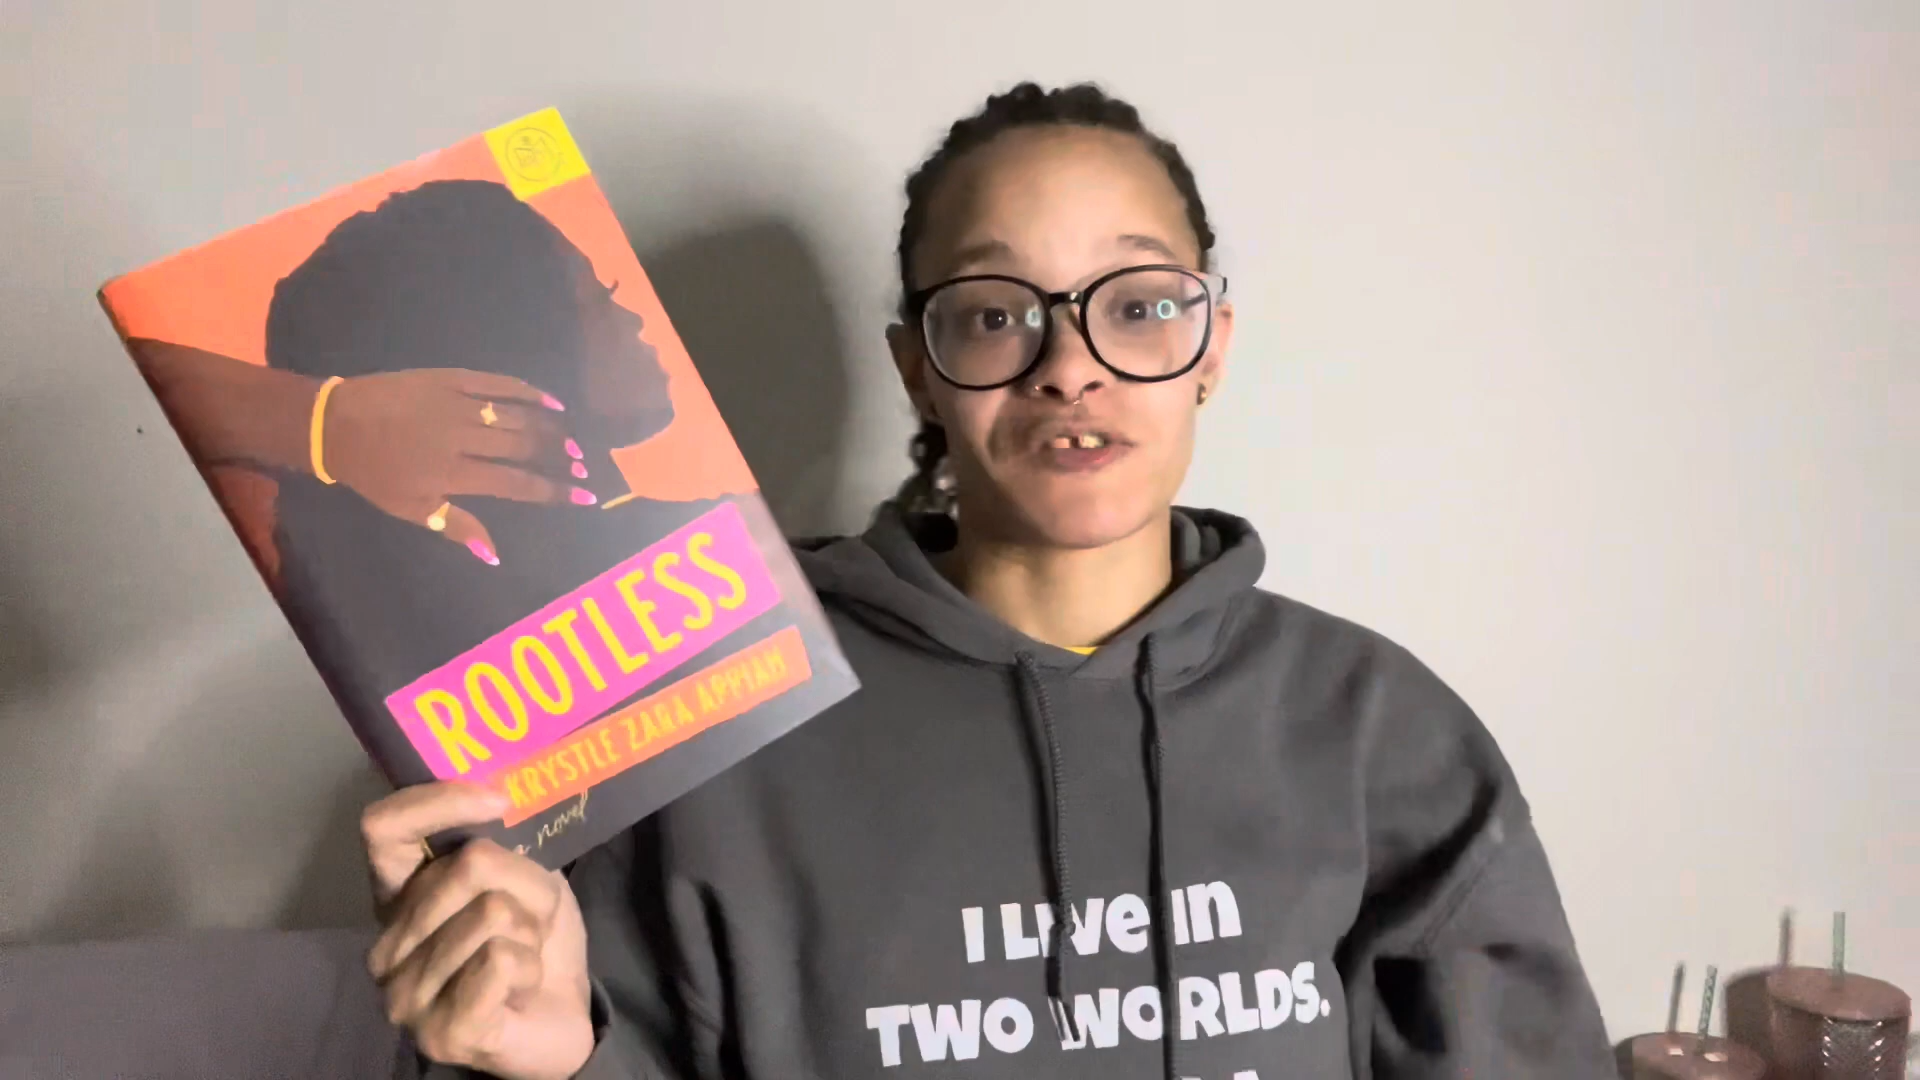 ROOTLESS
KRYSTLE ZARA APPIAH
a novel
I LIVE IN
TWO WORLDS.